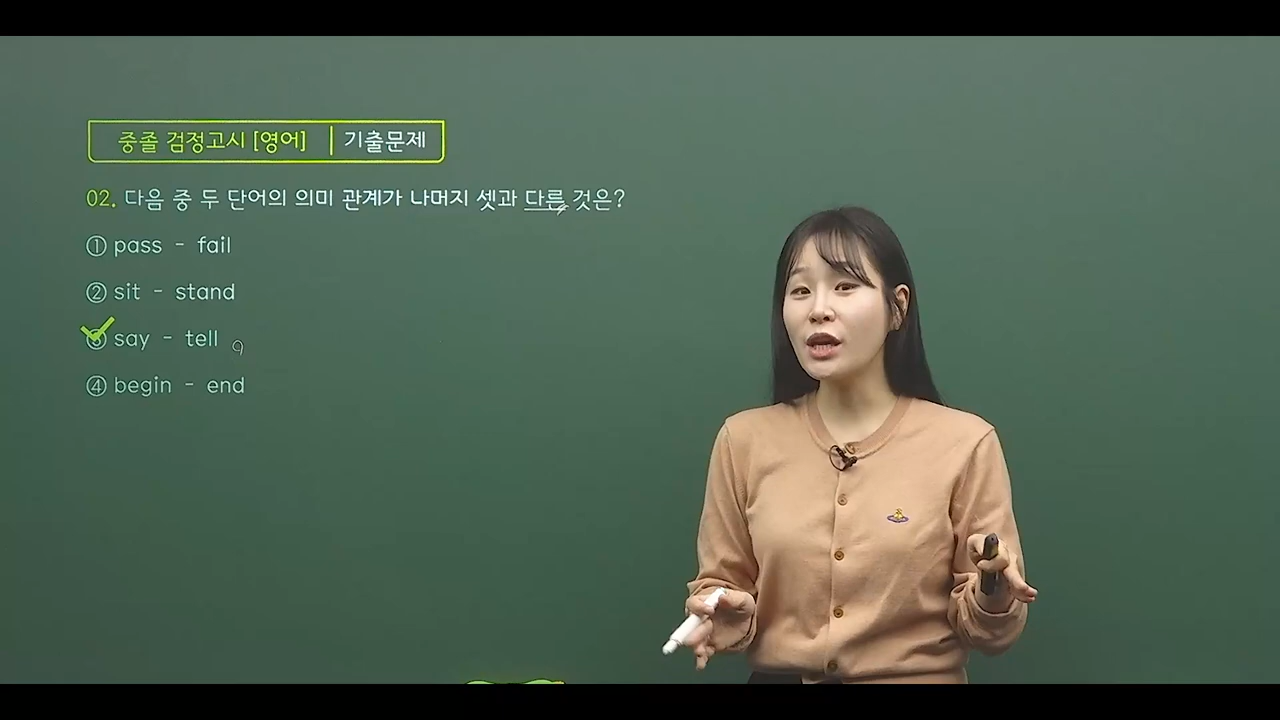 중졸 검정고시 [영어] | 기출문제
02. 다음 중 두 단어의 의미 관계가 나머지 셋과 다른 것은?
① pass - fail
② sit - stand
③ say - tell
④ begin - end